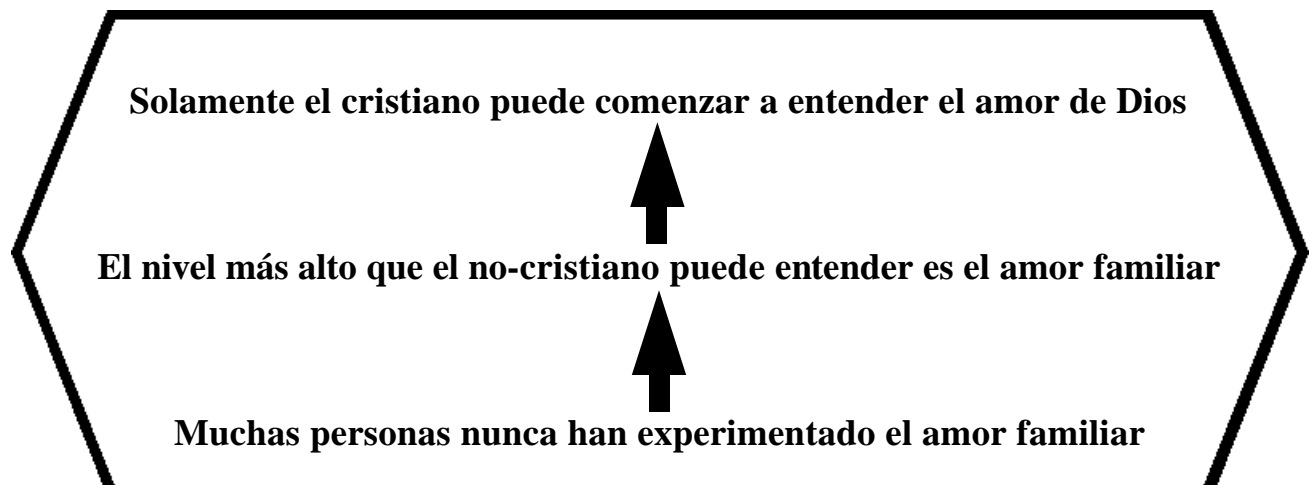 Solamente el cristiano puede comenzar a entender el amor de Dios
El nivel más alto que el no-cristiano puede entender es el amor familiar
Muchas personas nunca han experimentado el amor familiar